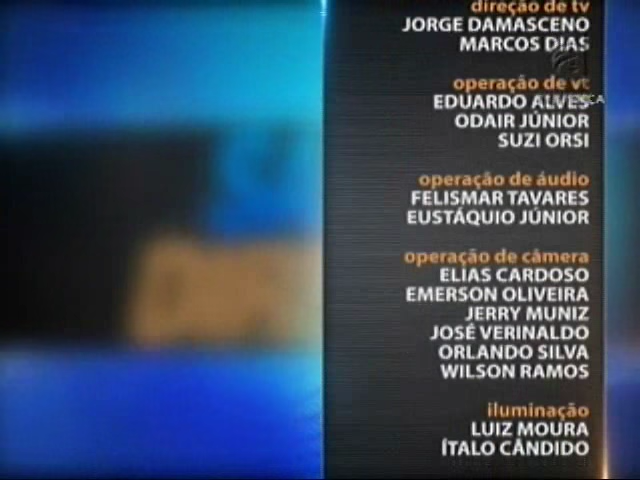 direção de tv
JORGE DAMASCENO
MARCOS DIAS
operação de vt
EDUARDO ALVES
ODAIR JÚNIOR
SUZI ORSI
operação de áudio
FELISMAR TAVARES
EUSTÁQUIO JÚNIOR
operação de câmera
ELIAS CARDOSO
EMERSON OLIVEIRA
JERRY MUNIZ
JOSÉ VERINALDO
ORLANDO SILVA
WILSON RAMOS
iluminação
LUIZ MOURA
ÍTALO CÂNDIDO